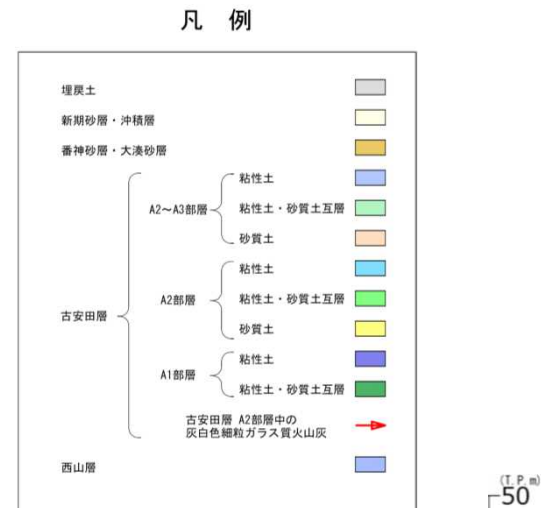 凡 例
埋戻土
新期砂層・沖積層
番神砂層・大湊砂層
古安田層
A2～A3部層
粘性土
粘性土・砂質土互層
砂質土
A2部層
粘性土
粘性土・砂質土互層
砂質土
A1部層
粘性土
粘性土・砂質土互層
古安田層 A2部層中の
灰白色細粒ガラス質火山灰
西山層
(T.P.m)
50